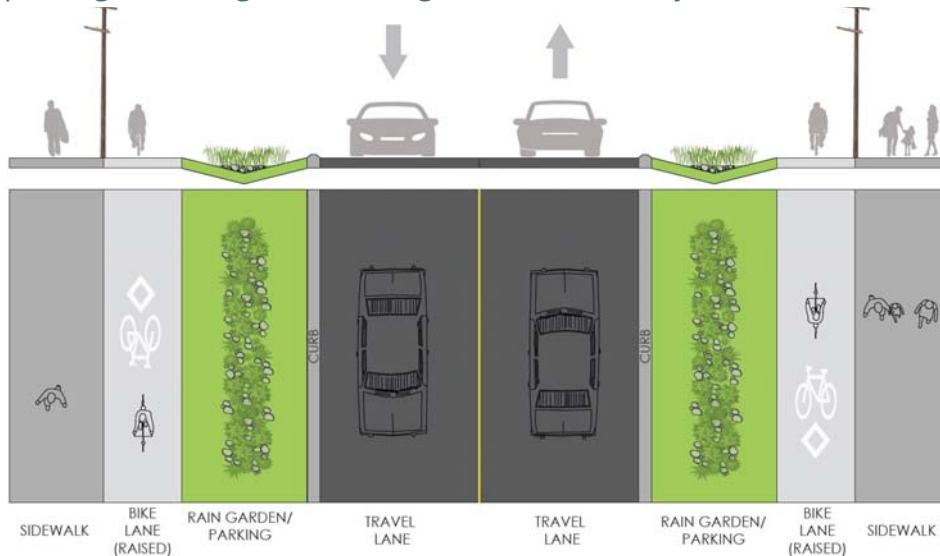 CURB
CURB
SIDEWALK
BIKE
LANE
(RAISED)
RAIN GARDEN/
PARKING
TRAVEL
LANE
TRAVEL
LANE
RAIN GARDEN/
PARKING
BIKE
LANE
(RAISED)
SIDEWALK